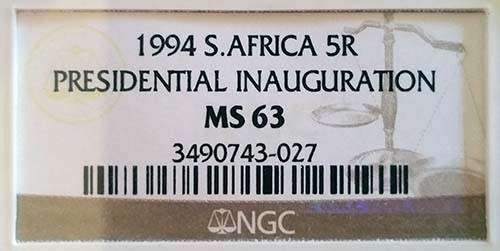 1994 S.AFRICA 5R
PRESIDENTIAL INAUGURATION
MS 63
3490743-027
NGC